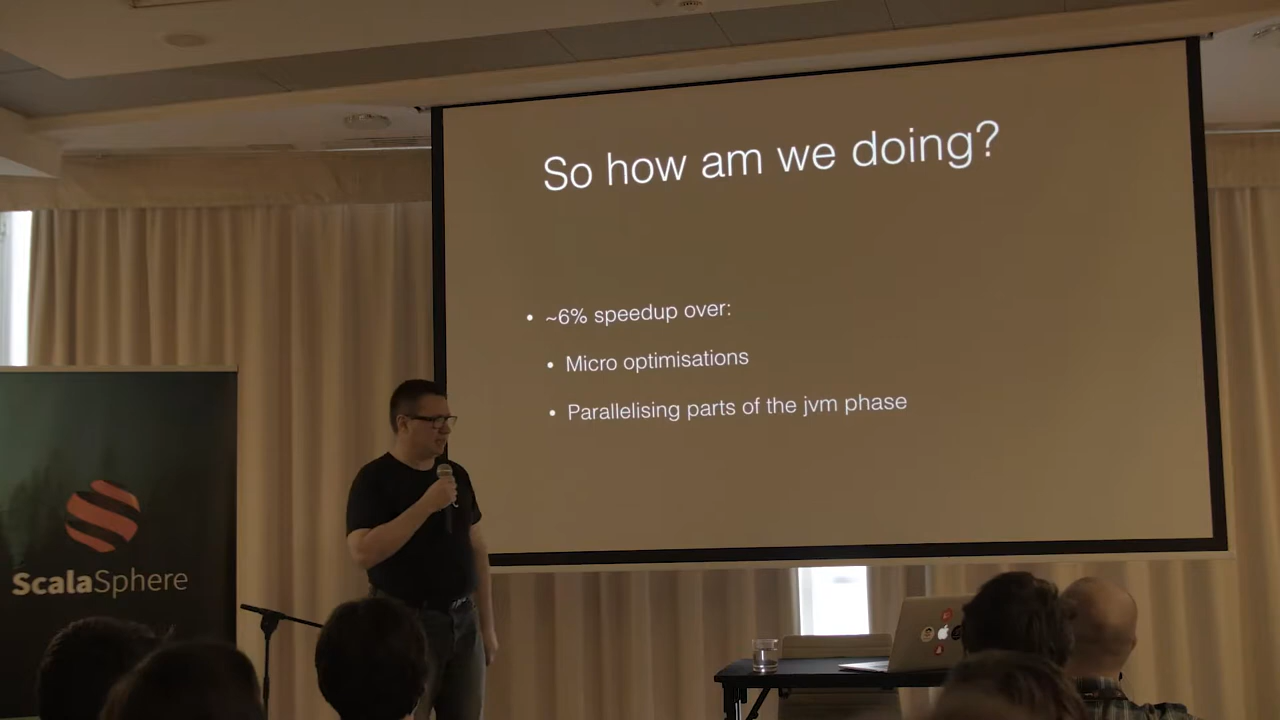 So how am we doing?
• ~6% speedup over:
• Micro optimisations
• Parallelising parts of the jvm phase
ScalaSphere